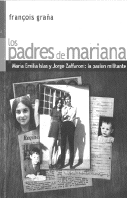 françois graña
los
padres de mariana
María Emilia Islas y Jorge Zaffaroni: la pasión militante